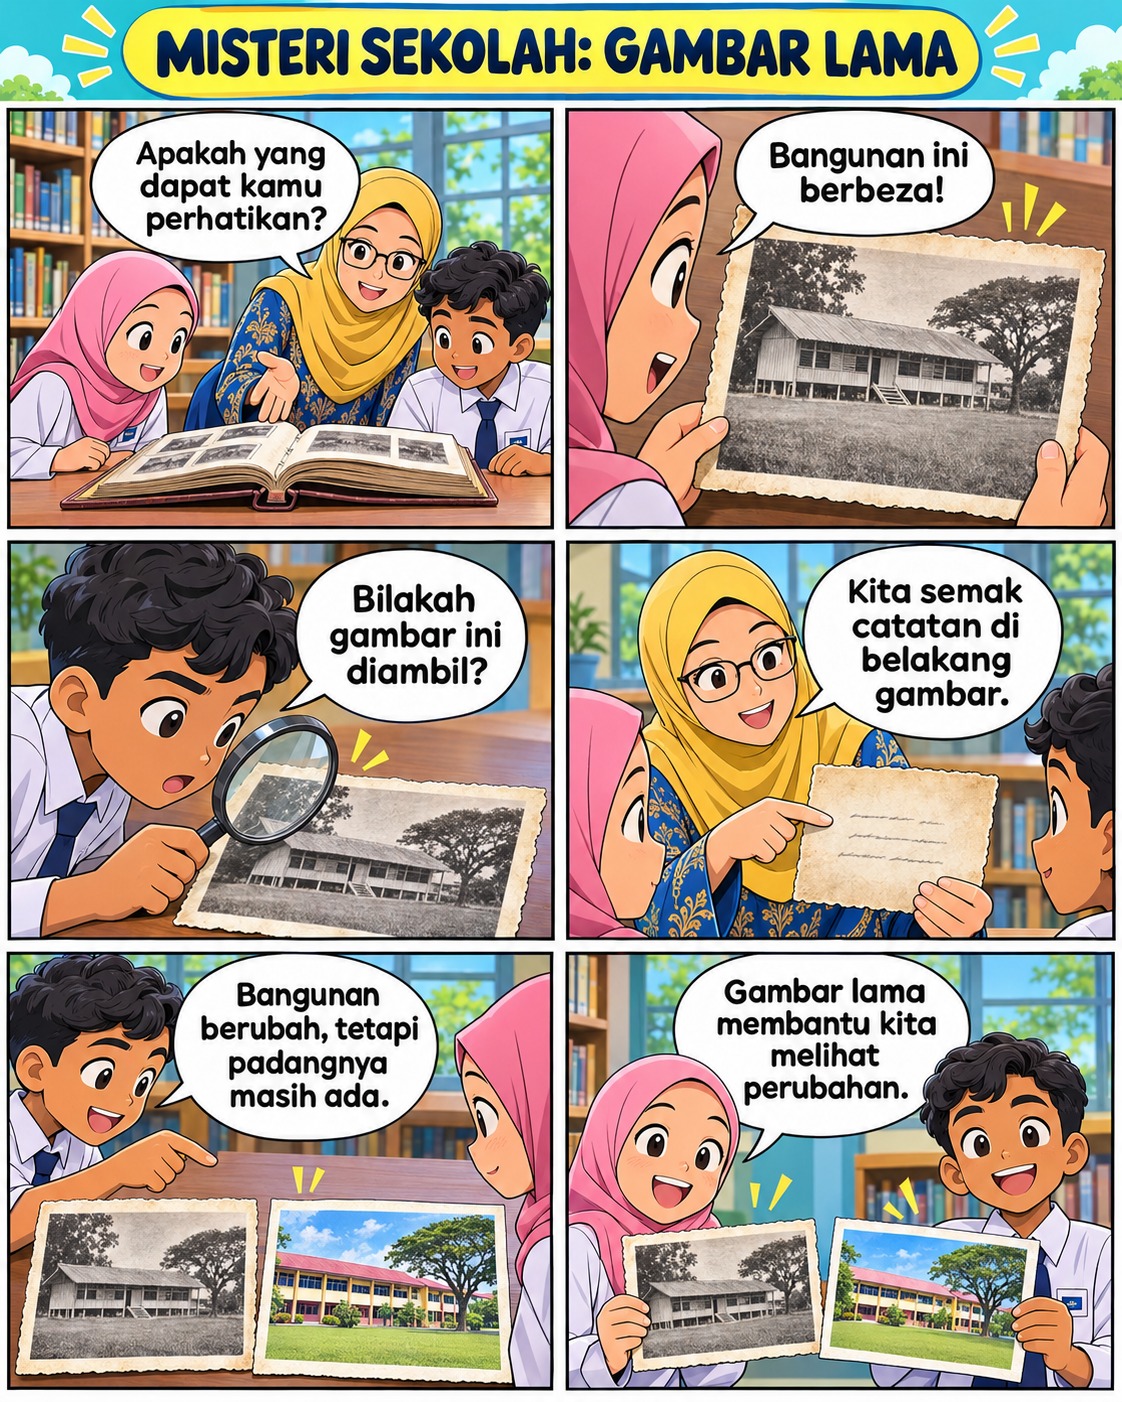 MISTERI SEKOLAH: GAMBAR LAMA
Apakah yang
dapat kamu
perhatikan?
Bangunan ini
berbeza!
Bilakah
gambar ini
diambil?
Kita semak
catatan di
belakang
gambar.
Bangunan
berubah, tetapi
padangnya
masih ada.
Gambar lama
membantu kita
melihat
perubahan.